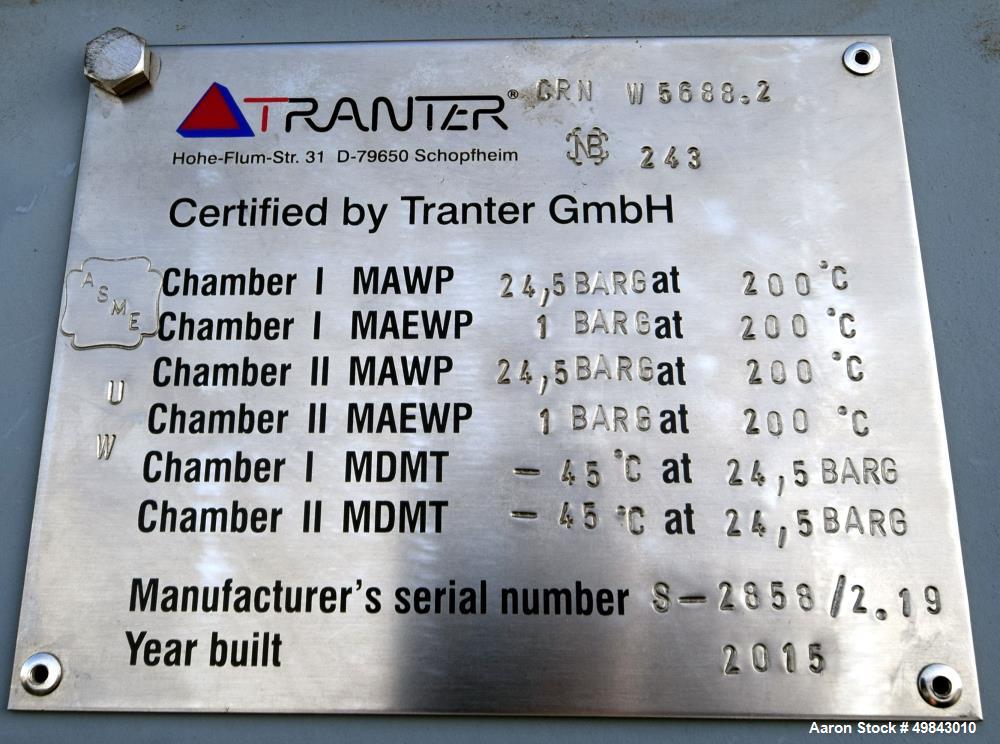 TRANTER® CRN W5688.2
Hohe-Flum-Str. 31 D-79650 Schopfheim NB 243
Certified by Tranter GmbH
ASME
U
W
Chamber I MAWP 24,5 BARG at 200 °C
Chamber I MAEWP 1 BARG at 200 °C
Chamber II MAWP 24,5 BARG at 200 °C
Chamber II MAEWP 1 BARG at 200 °C
Chamber I MDMT - 45 °C at 24,5 BARG
Chamber II MDMT - 45 °C at 24,5 BARG
Manufacturer's serial number S-2858/2.19
Year built 2015
Aaron Stock # 49843010